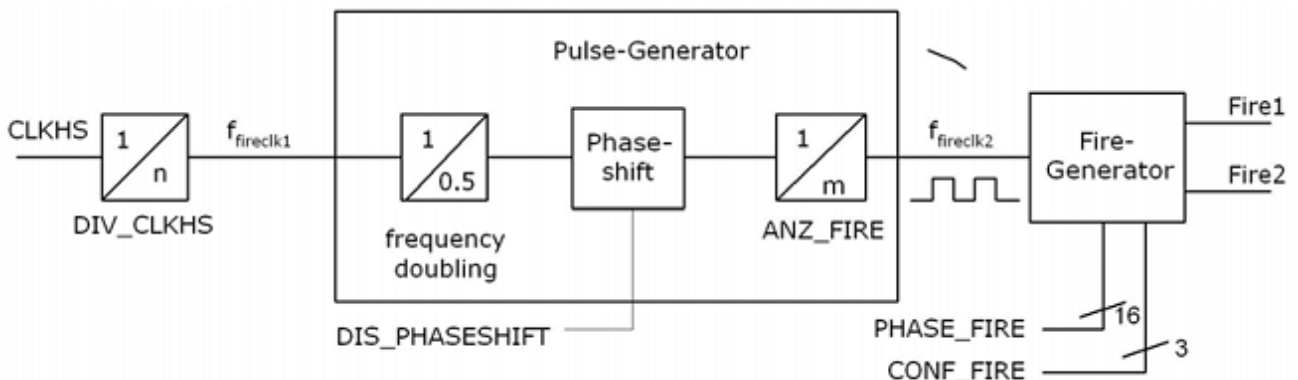 Pulse-Generator
CLKHS
1
n
f_fireclk1
1
0.5
Phase-
shift
1
m
f_fireclk2
Fire-
Generator
Fire1
Fire2
DIV_CLKHS
frequency
doubling
ANZ_FIRE
DIS_PHASESHIFT
PHASE_FIRE
16
CONF_FIRE
3